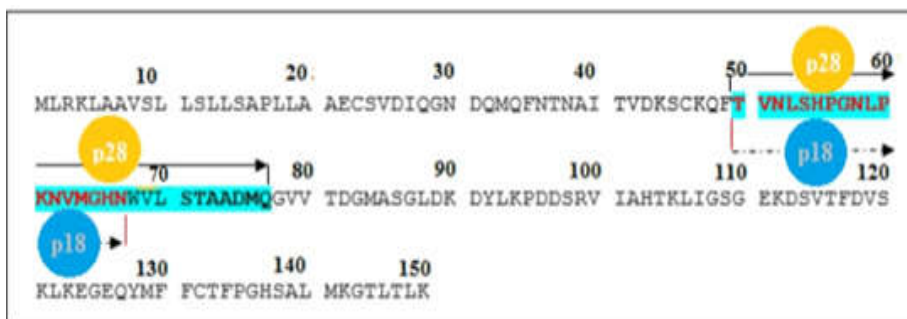 10 20 30 40 50 p28 60
MLRKLAAVSL LSLLSAPLLA AECSVDIQGN DQMQFNTNAI TVDKSCKQFT VNLSHPGNLP
p28 70 80 90 100 110 p18 120
KNVMGHNWVL STAADMQGVV TDGMASGLDK DYLKPDDSRV IAHTKLIGSG EKDSVTFDVS
p18 130 140 150
KLKEGEQYMF FCTFPGHSAL MKGTLTLK